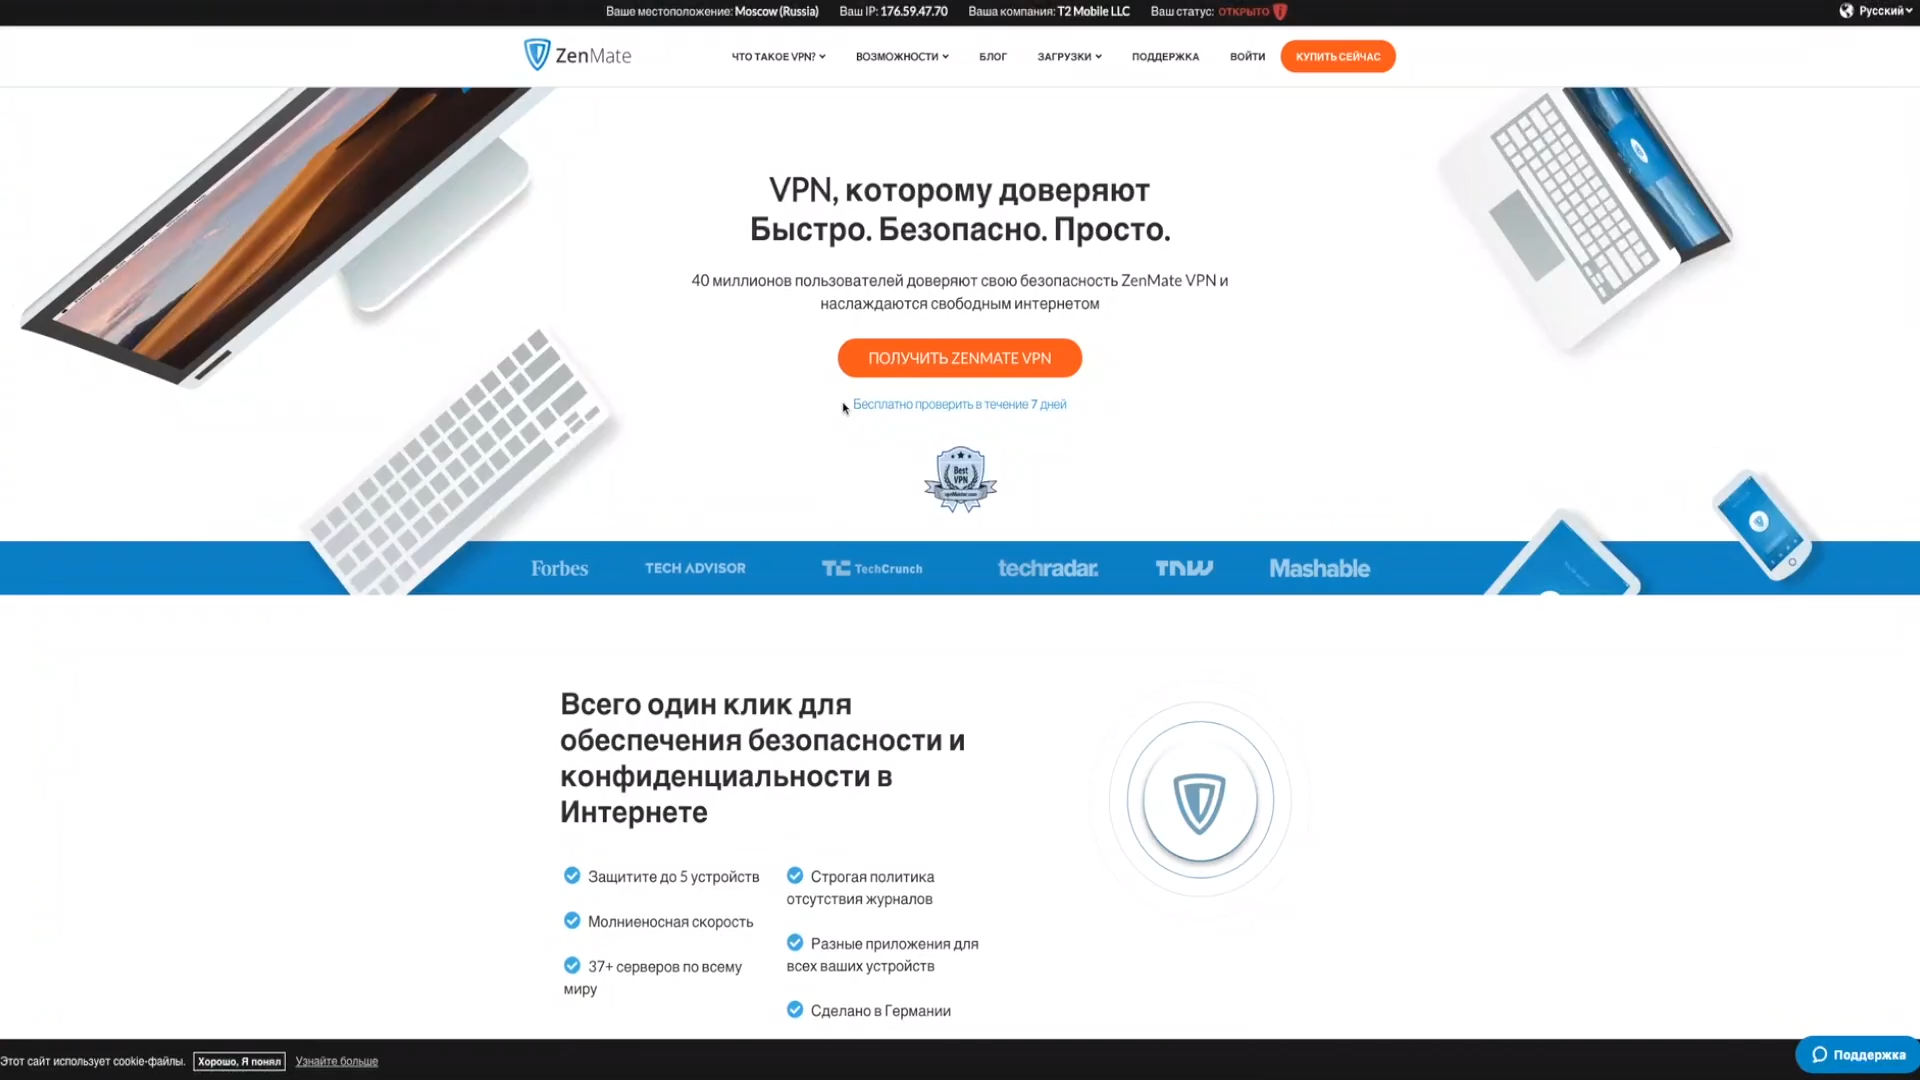 Ваше местоположение: Moscow (Russia) Ваш IP: 176.59.47.70 Ваша компания: T2 Mobile LLC Ваш статус: ОТКРЫТО
Русский
ZenMate ЧТО ТАКОЕ VPN? ВОЗМОЖНОСТИ БЛОГ ЗАГРУЗКИ ПОДДЕРЖКА ВОЙТИ КУПИТЬ СЕЙЧАС
VPN, которому доверяют
Быстро. Безопасно. Просто.
40 миллионов пользователей доверяют свою безопасность ZenMate VPN и
наслаждаются свободным интернетом
ПОЛУЧИТЬ ZENMATE VPN
Бесплатно проверить в течение 7 дней
Best
VPN
Forbes TECH ADVISOR TC TechCrunch techradar. TNW Mashable
Всего один клик для
обеспечения безопасности и
конфиденциальности в
Интернете
Защитите до 5 устройств
Молниеносная скорость
37+ серверов по всему
миру
Строгая политика
отсутствия журналов
Разные приложения для
всех ваших устройств
Сделано в Германии
Этот сайт использует cookie-файлы. Хорошо, Я понял Узнайте больше
Поддержка